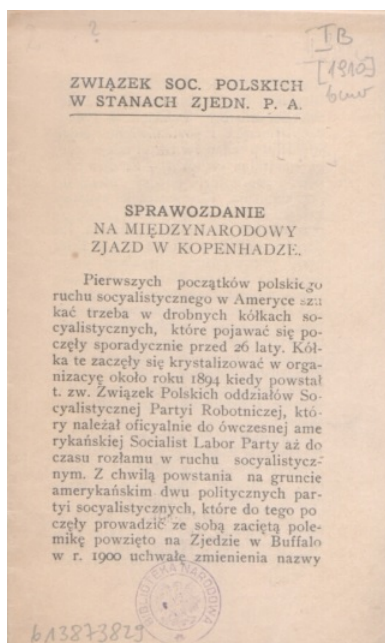 ?
IB
[1910]
ZWIĄZEK SOC. POLSKICH
W STANACH ZJEDN. P. A.
SPRAWOZDANIE
NA MIĘDZYNARODOWY
ZJAZD W KOPENHADZE.
Pierwszych początków polskiego
ruchu socyalistycznego w Ameryce szu
kać trzeba w drobnych kółkach so-
cyalistycznych, które pojawać się po-
częły sporadycznie przed 26 laty. Kół-
ka te zaczęły się krystalizować w orga-
nizacyę około roku 1894 kiedy powstał
t. zw. Związek Polskich oddziałów So-
cyalistycznej Partyi Robotniczej, któ-
ry należał oficyalnie do ówczesnej ame
rykańskiej Socialist Labor Party aż do
czasu rozłamu w ruchu socyalistycz-
nym. Z chwilą powstania na gruncie
amerykańskim dwu politycznych par-
tyi socyalistycznych, które do tego po
częły prowadzić ze sobą zaciętą pole-
mikę powzięto na Zjedzie w Buffalo
w r. 1900 uchwałę zmienienia nazwy
BIBLIOTEKA NARODOWA
b13873829